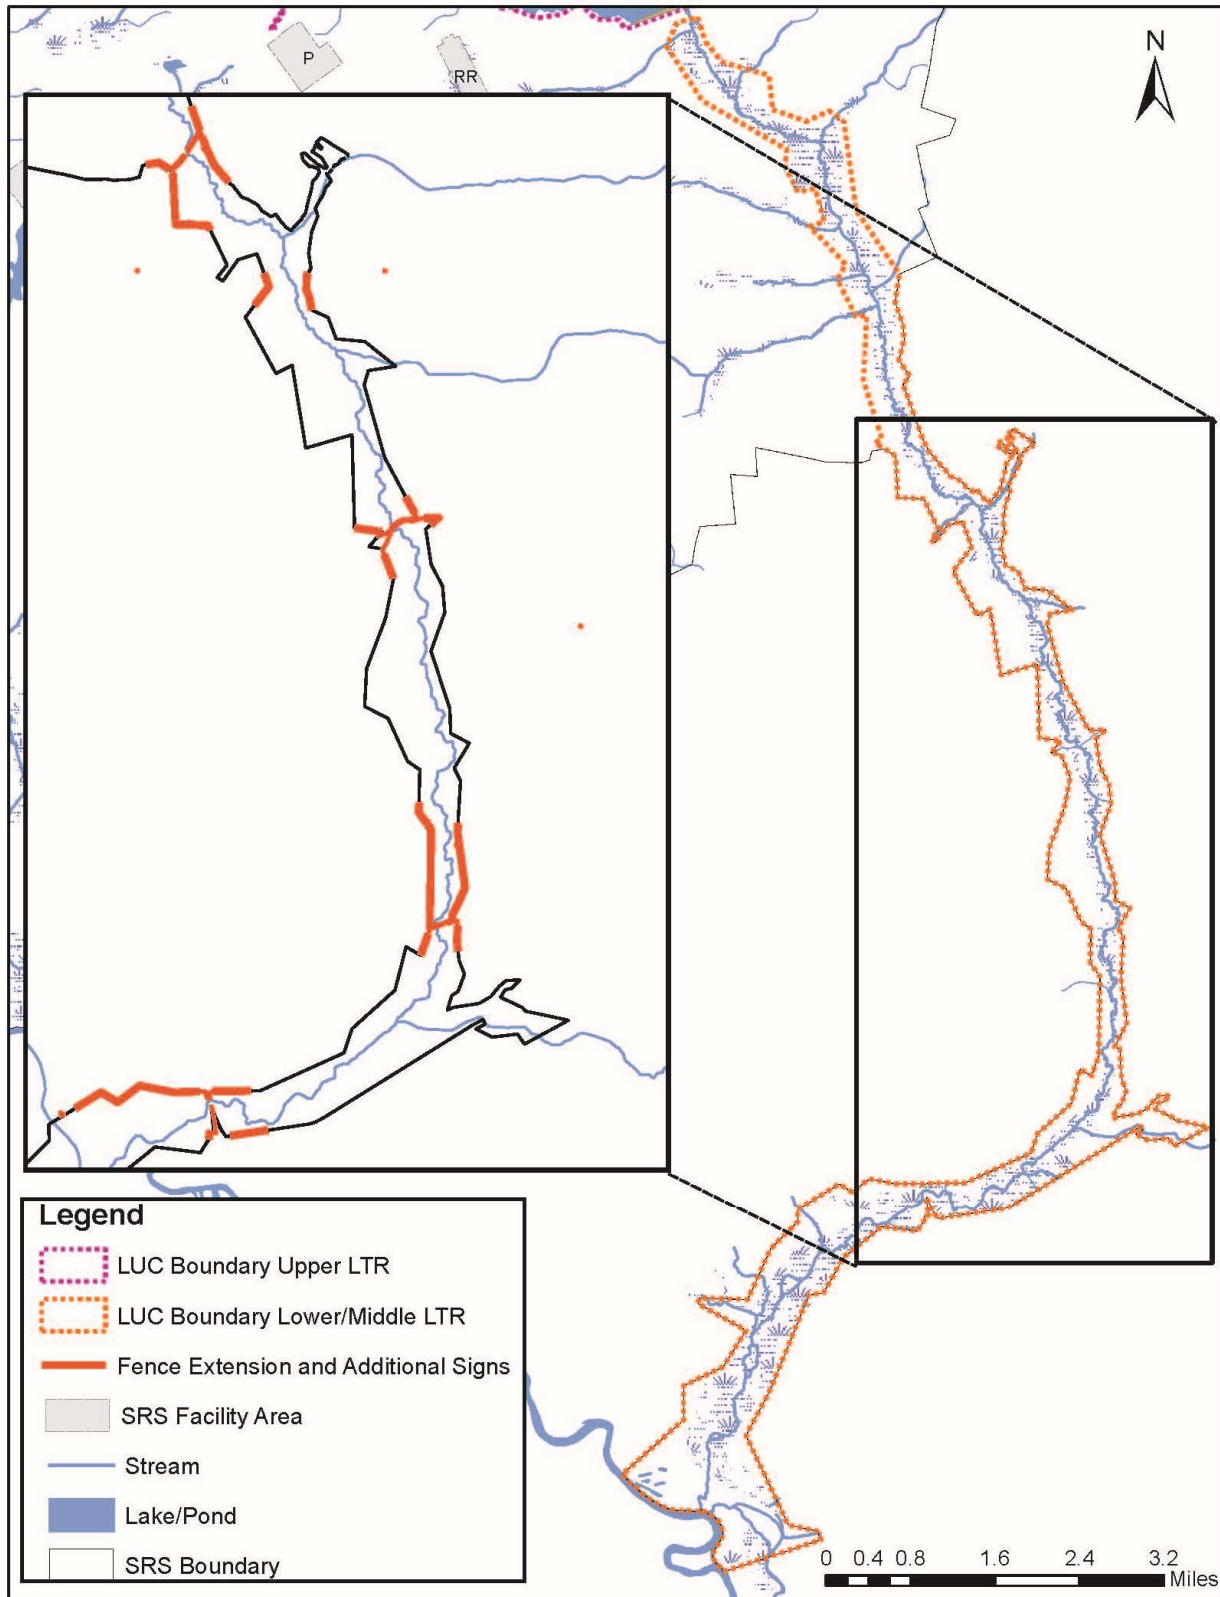 P
RR
N
Legend
LUC Boundary Upper LTR
LUC Boundary Lower/Middle LTR
Fence Extension and Additional Signs
SRS Facility Area
Stream
Lake/Pond
SRS Boundary
0 0.4 0.8 1.6 2.4 3.2
Miles